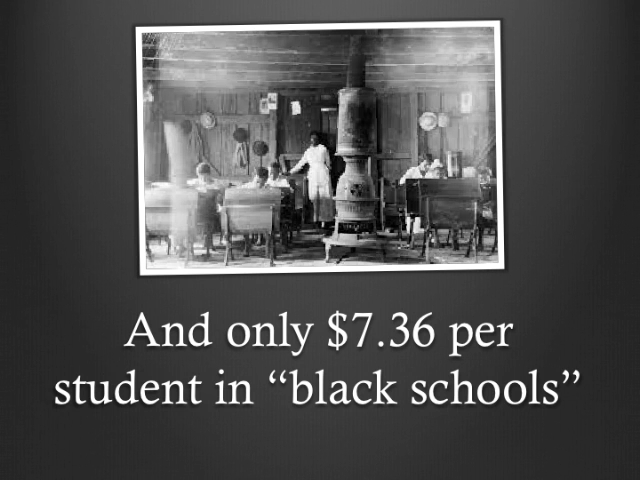 And only $7.36 per
student in “black schools”